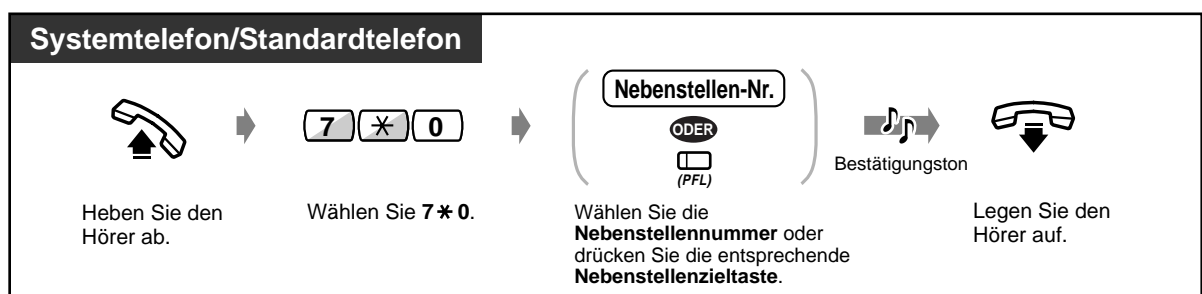 Systemtelefon/Standardtelefon
7 * 0
Nebenstellen-Nr.
ODER
(PFL)
Bestätigungston
Heben Sie den
Hörer ab.
Wählen Sie 7 * 0.
Wählen Sie die
Nebenstellennummer oder
drücken Sie die entsprechende
Nebenstellenzieltaste.
Legen Sie den
Hörer auf.